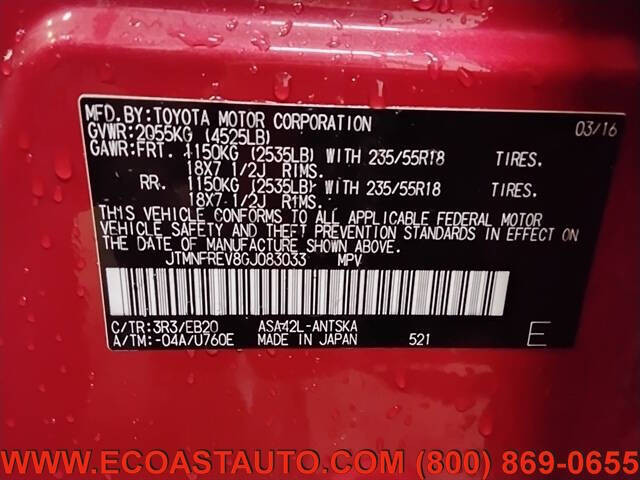 MFD.BY:TOYOTA MOTOR CORPORATION 03/16
GVWR:2055KG (4525LB)
GAWR:FRT. 1150KG (2535LB) WITH 235/55R18 TIRES.
18X7 1/2J RIMS.
RR. 1150KG (2535LB) WITH 235/55R18 TIRES.
18X7 1/2J RIMS.
THIS VEHICLE CONFORMS TO ALL APPLICABLE FEDERAL MOTOR
VEHICLE SAFETY AND THEFT PREVENTION STANDARDS IN EFFECT ON
THE DATE OF MANUFACTURE SHOWN ABOVE.
JTMNFREV8GJ083033 MPV
C/TR:3R3/EB20 ASA42L-ANTSKA
A/TM:-04A/U760E MADE IN JAPAN 521 E
WWW.ECOASTAUTO.COM (800) 869-0655